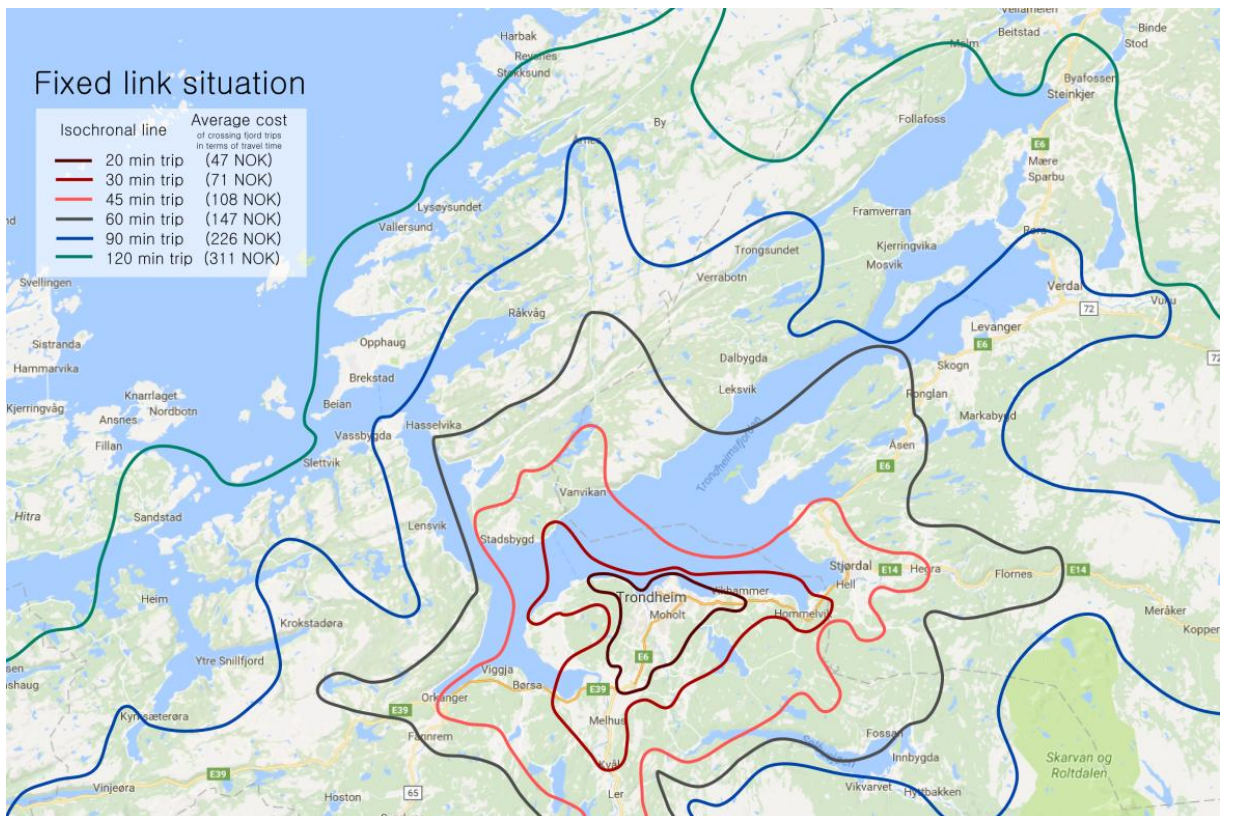 Fixed link situation
Isochronal line
Average cost
of crossing fjord trips
in terms of travel time
20 min trip (47 NOK)
30 min trip (71 NOK)
45 min trip (108 NOK)
60 min trip (147 NOK)
90 min trip (226 NOK)
120 min trip (311 NOK)
Harbak
Revsnes
Stokksund
Beitstad
Binde
Stod
Malm
Byafossen
Steinkjer
Follafoss
By
E6
Mære
Sparbu
Lysøysundet
Vallersund
Framverran
Kjerringvika
Mosvik
Trongsundet
Verrabotn
Røra
Verdal
Vuku
72
Levanger
E6
72
Svellingen
Råkvåg
Opphaug
Sistranda
Hammarvika
Brekstad
Dalbygda
Leksvik
Skogn
Ronglan
Markabygd
Knarrlaget
Nordbotn
Kjerringvåg
Ansnes
Fillan
Beian
Vassbygda
Hasselvika
Slettvik
Trondheimsfjorden
Åsen
E6
Vanvikan
Hitra
Sandstad
Lensvik
Stadsbygd
Stjørdal
E14
Hegra
Hell
Flornes
E14
Meråker
Kopper
Trondheim
Vikhammer
Moholt
Hommelvik
Heim
Krokstadøra
E6
Ytre Snillfjord
Viggja
Børsa
E39
Orkanger
E39
Kyrksæterøra
Fannrem
Melhus
Fossan
Innbygda
Skarvan og
Roltdalen
Kvål
E39
Vinjeøra
Hoston
65
Ler
Vikvarvet
Hyttbakken